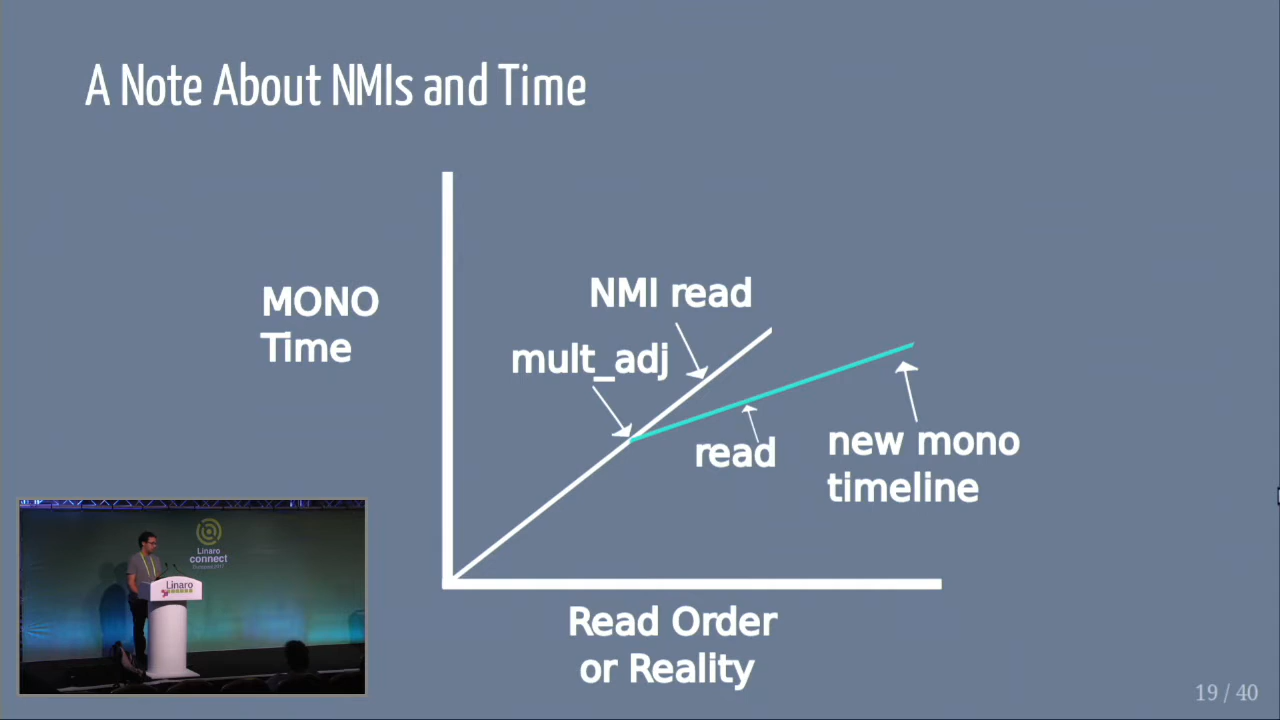 A Note About NMIs and Time
MONO
Time
NMI read
mult_adj
read
new mono
timeline
Read Order
or Reality
Linaro
connect
Linaro
19 / 40